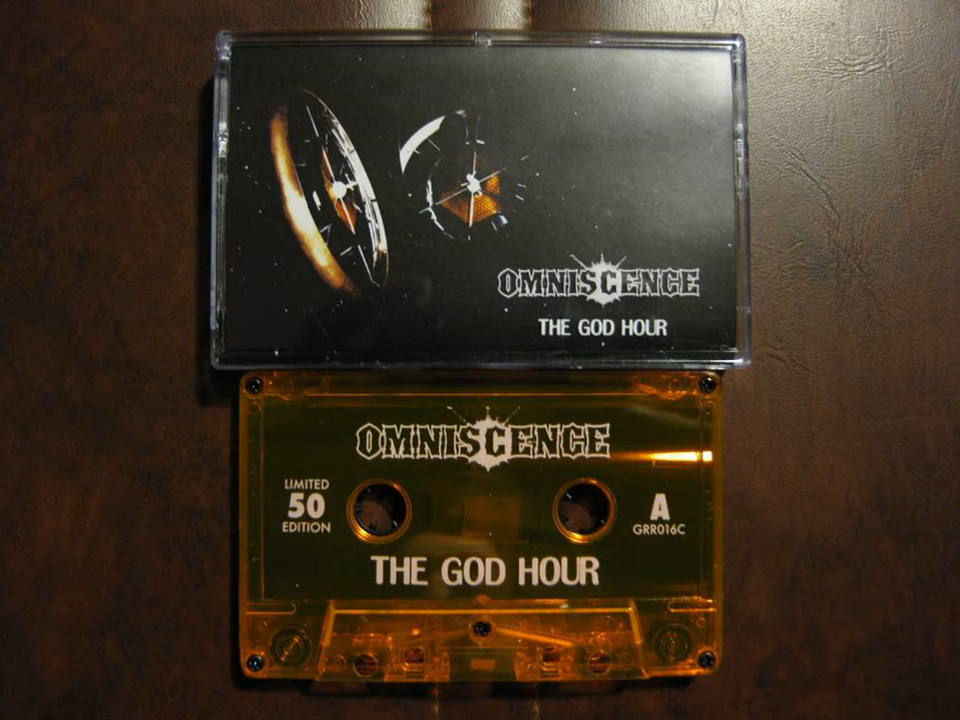 OMNISCENCE
THE GOD HOUR
OMNISCENCE
LIMITED
50
EDITION
A
GRR016C
THE GOD HOUR